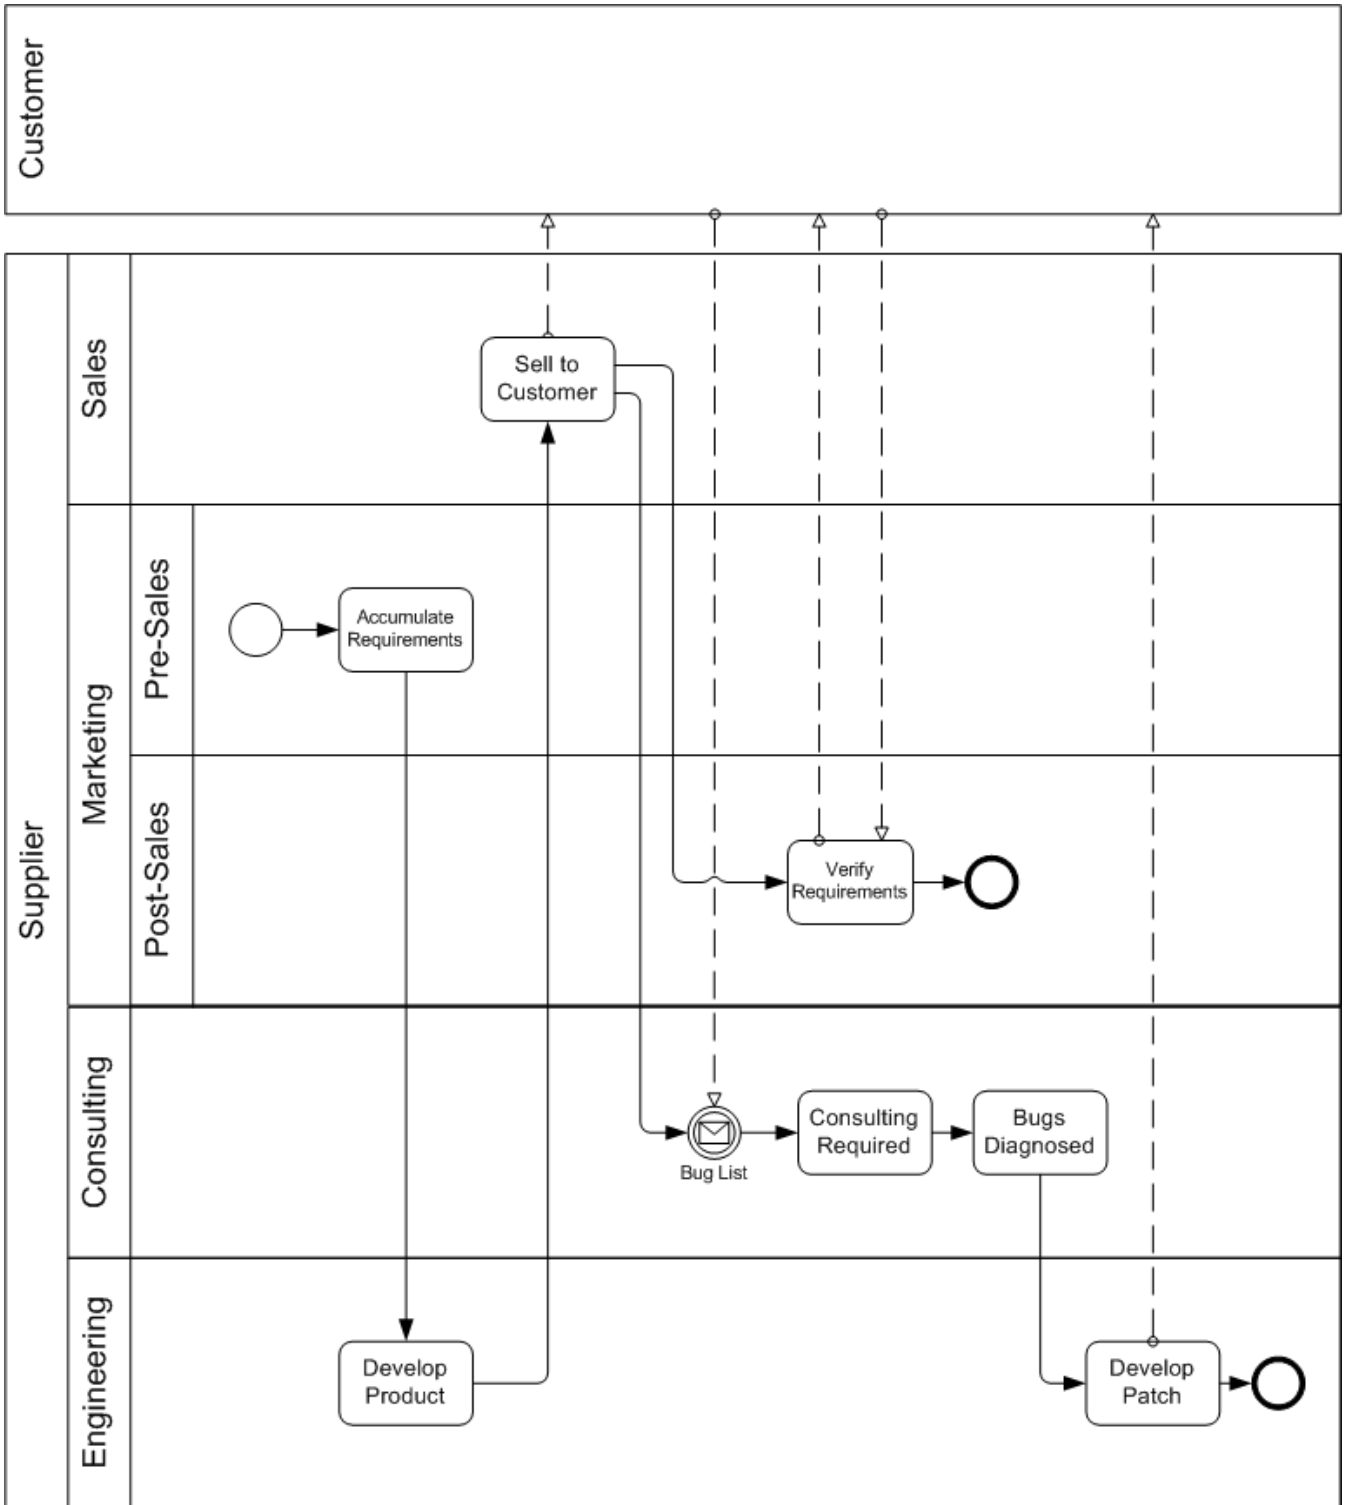 Customer
Supplier
Sales
Sell to
Customer
Marketing
Pre-Sales
Accumulate
Requirements
Post-Sales
Verify
Requirements
Consulting
Bug List
Consulting
Required
Bugs
Diagnosed
Engineering
Develop
Product
Develop
Patch